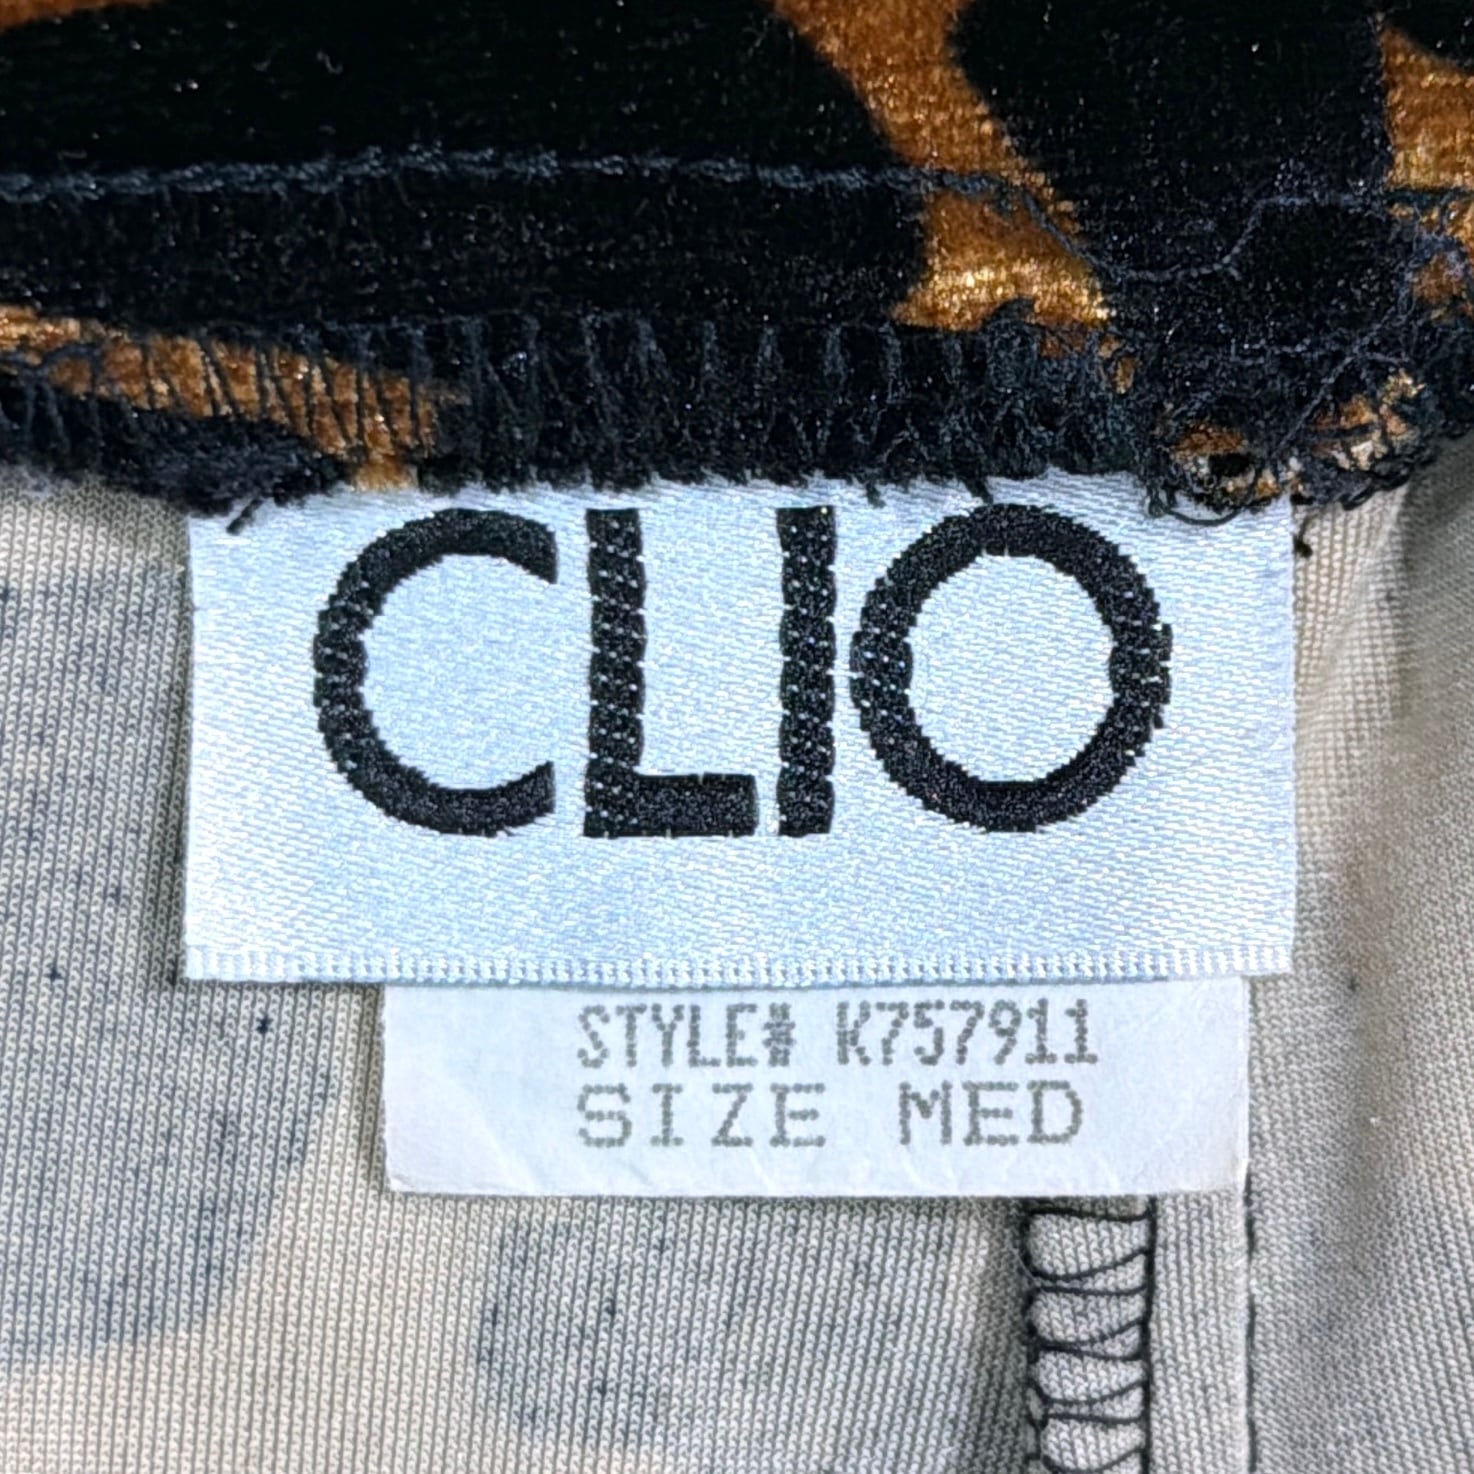 CLIO
STYLE# K757911
SIZE MED